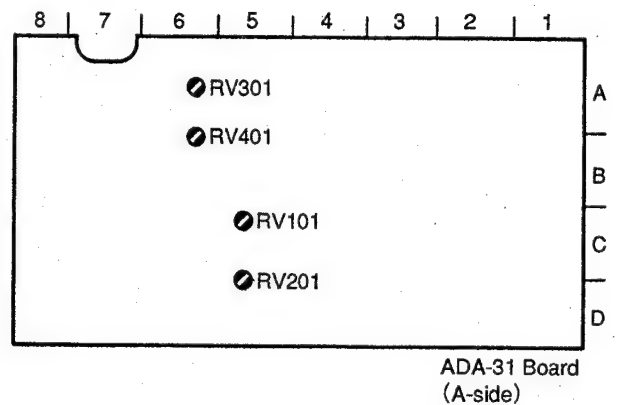 8 7 6 5 4 3 2 1
A
RV301
RV401
B
RV101
C
RV201
D
ADA-31 Board
(A-side)